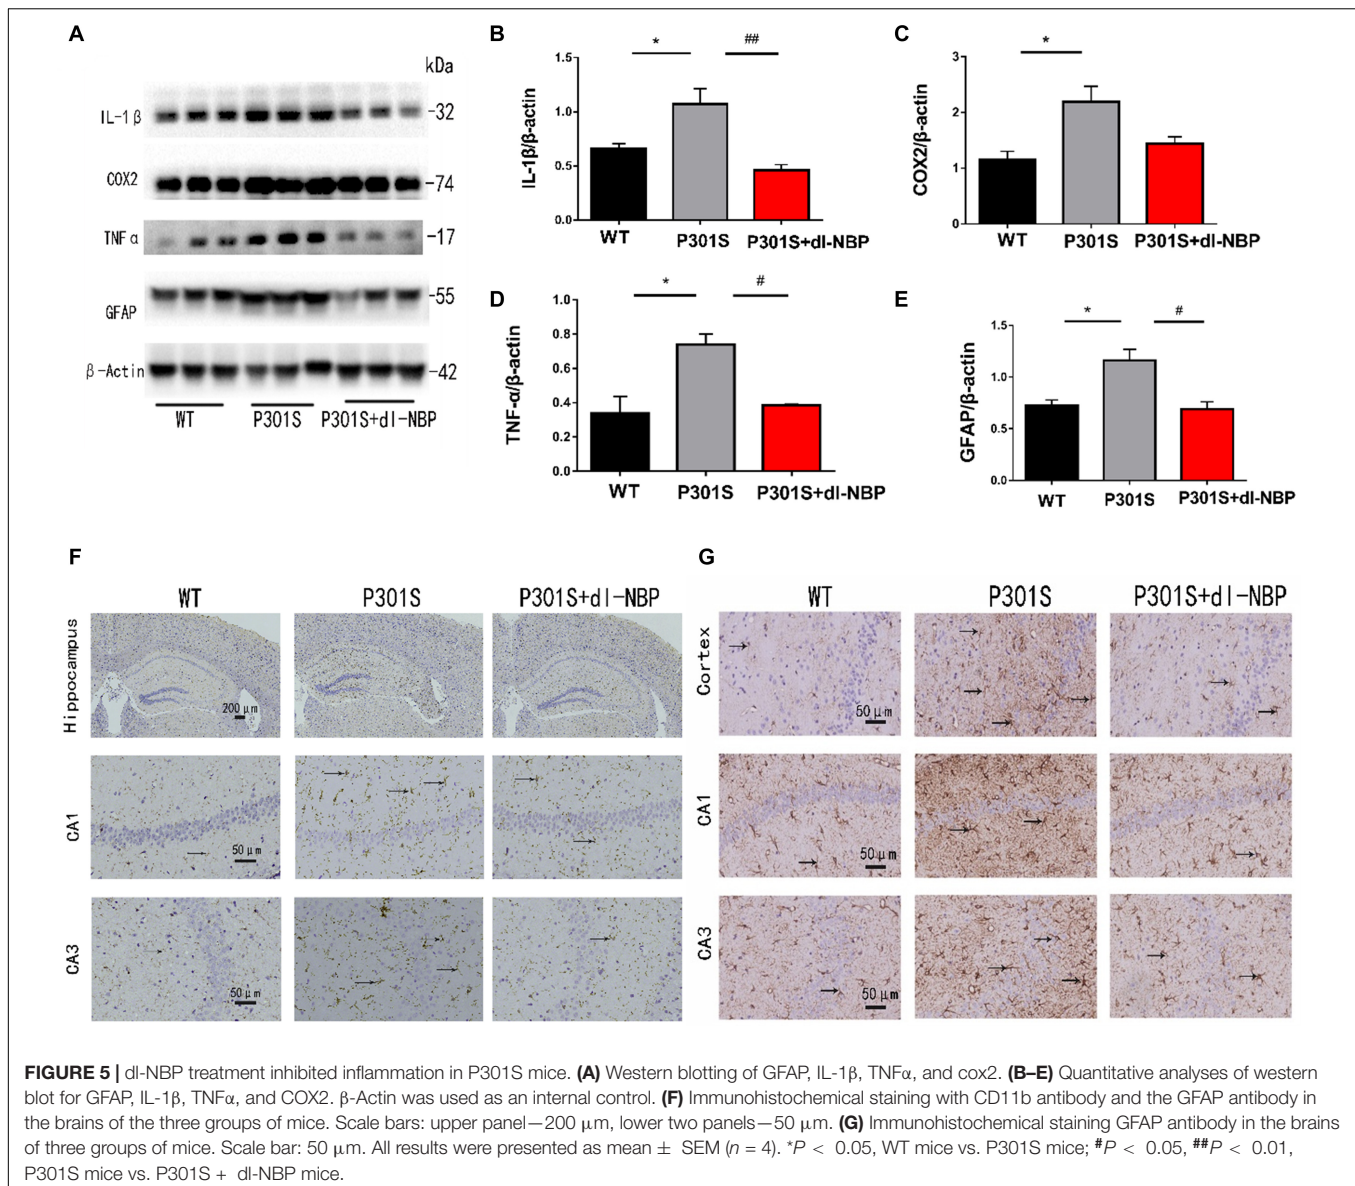 A
kDa
IL-1β
-32
COX2
-74
TNFα
-17
GFAP
-55
β-Actin
-42
WT P301S P301S+dl-NBP
B
* ##
IL-1β/β-actin
1.5
1.0
0.5
0.0
WT P301S P301S+dl-NBP
C
*
COX2/β-actin
3
2
1
0
WT P301S P301S+dl-NBP
D
* #
TNF-α/β-actin
1.0
0.8
0.6
0.4
0.2
0.0
WT P301S P301S+dl-NBP
E
* #
GFAP/β-actin
1.5
1.0
0.5
0.0
WT P301S P301S+dl-NBP
F
WT P301S P301S+dl-NBP
Hippocampus
200 μm
CA1
50 μm
CA3
50 μm
G
WT P301S P301S+dl-NBP
Cortex
50 μm
CA1
50 μm
CA3
50 μm
FIGURE 5 | dl-NBP treatment inhibited inflammation in P301S mice. (A) Western blotting of GFAP, IL-1β, TNFα, and cox2. (B–E) Quantitative analyses of western
blot for GFAP, IL-1β, TNFα, and COX2. β-Actin was used as an internal control. (F) Immunohistochemical staining with CD11b antibody and the GFAP antibody in
the brains of the three groups of mice. Scale bars: upper panel—200 μm, lower two panels—50 μm. (G) Immunohistochemical staining GFAP antibody in the brains
of three groups of mice. Scale bar: 50 μm. All results were presented as mean ± SEM (n = 4). *P < 0.05, WT mice vs. P301S mice; #P < 0.05, ##P < 0.01,
P301S mice vs. P301S + dl-NBP mice.